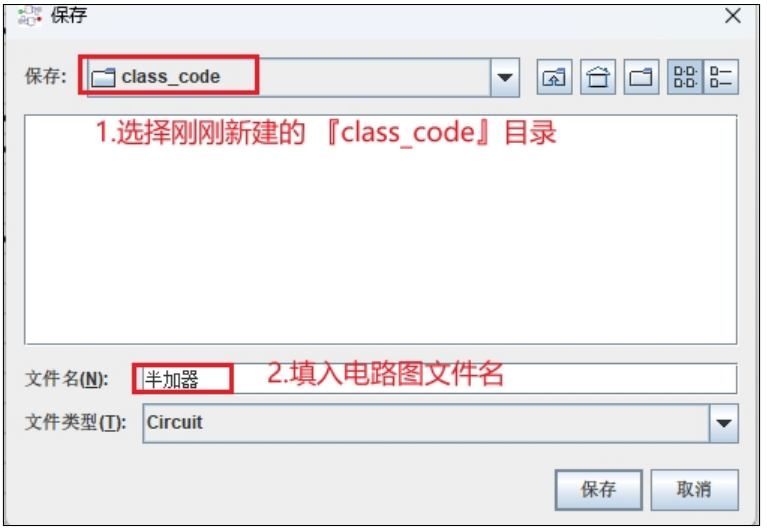 保存
保存: class_code
1.选择刚刚新建的 『class_code』目录
文件名(N): 半加器 2.填入电路图文件名
文件类型(T): Circuit
保存 取消